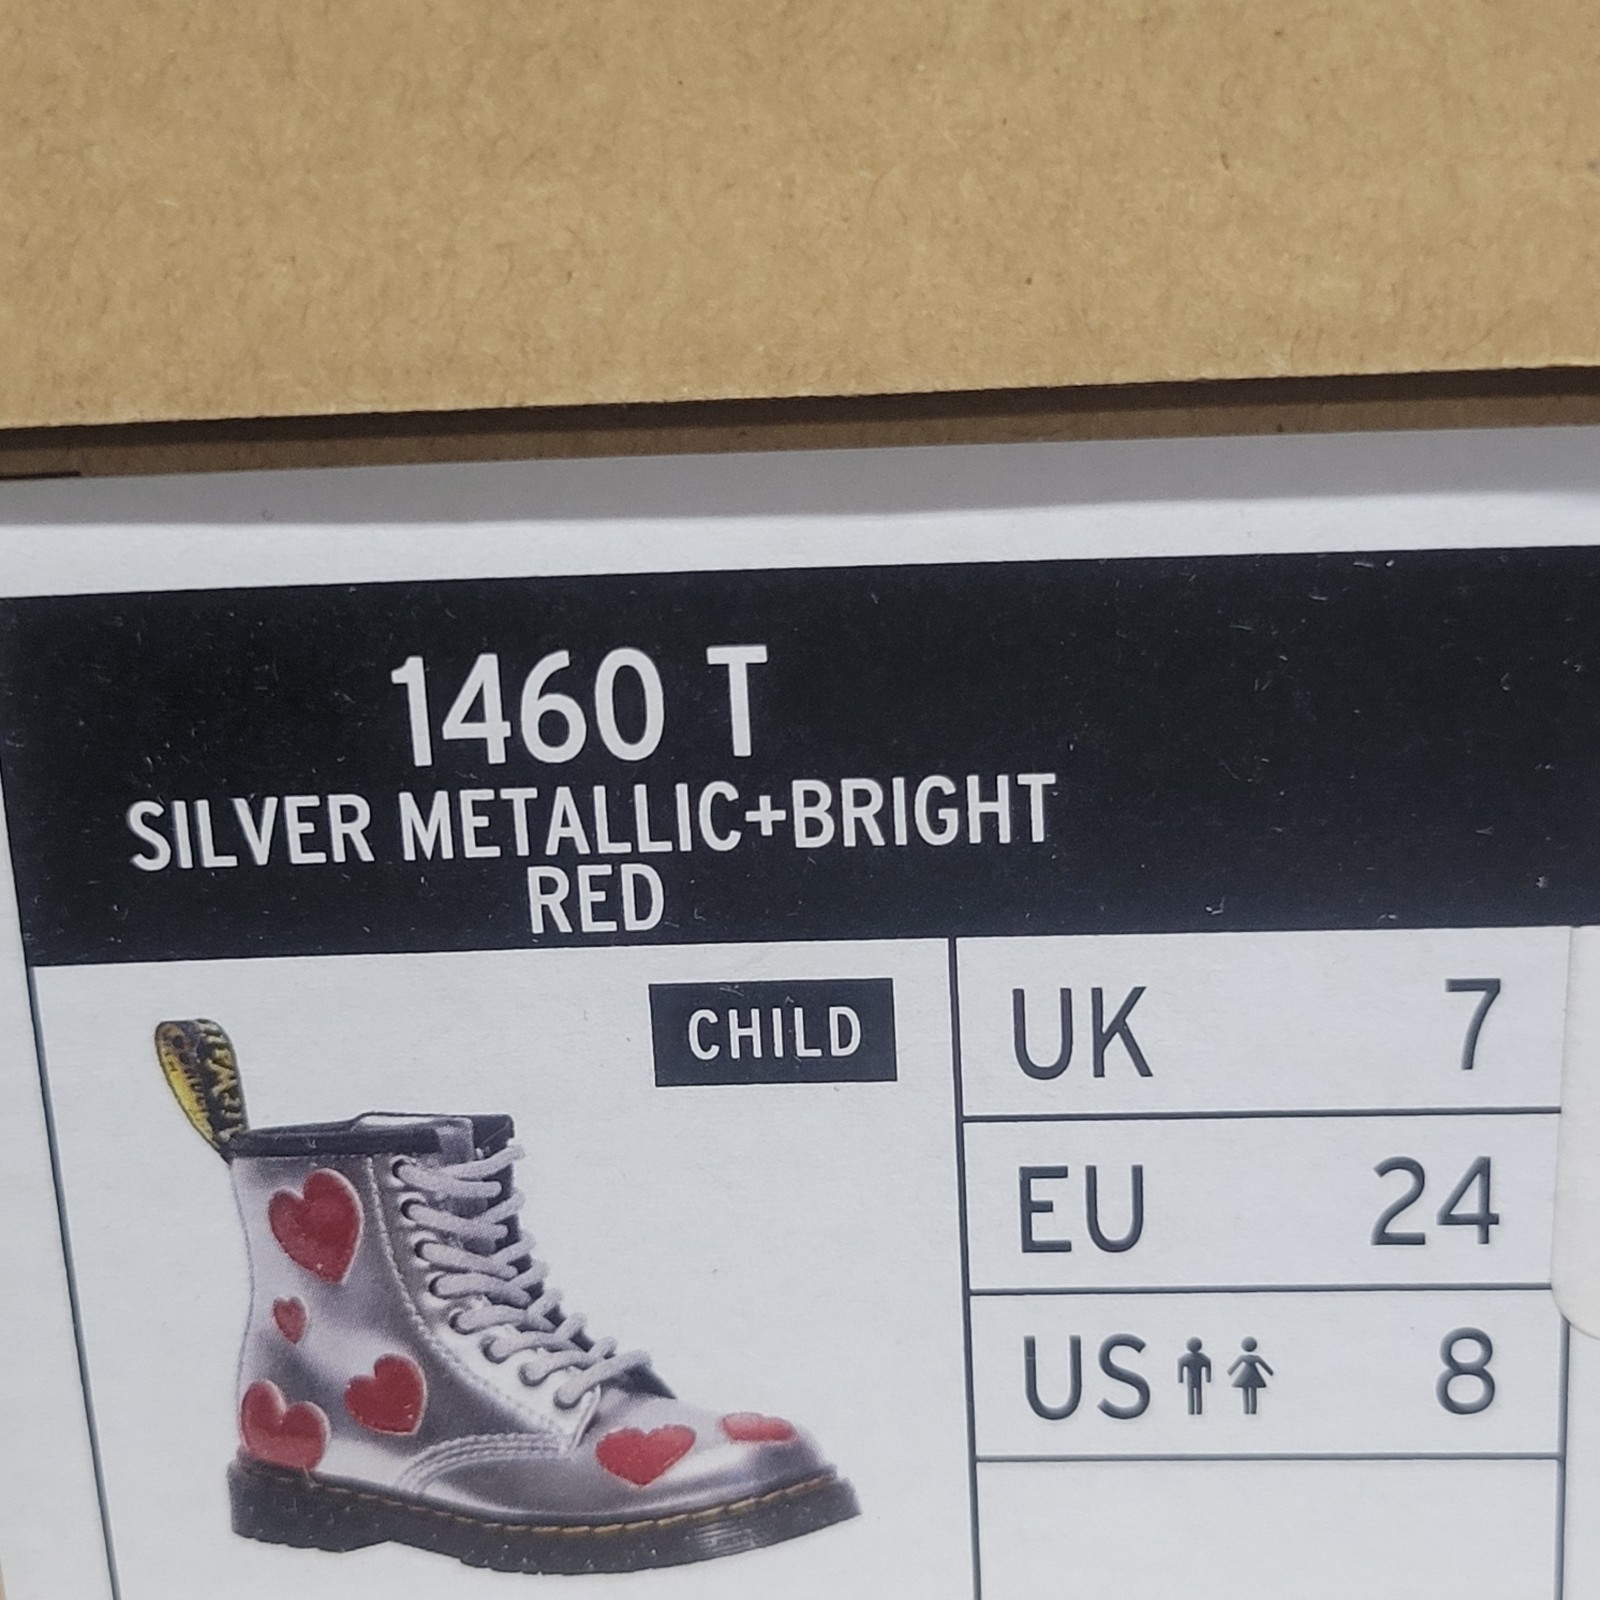 1460 T
SILVER METALLIC+BRIGHT
RED
CHILD
UK 7
EU 24
US 8